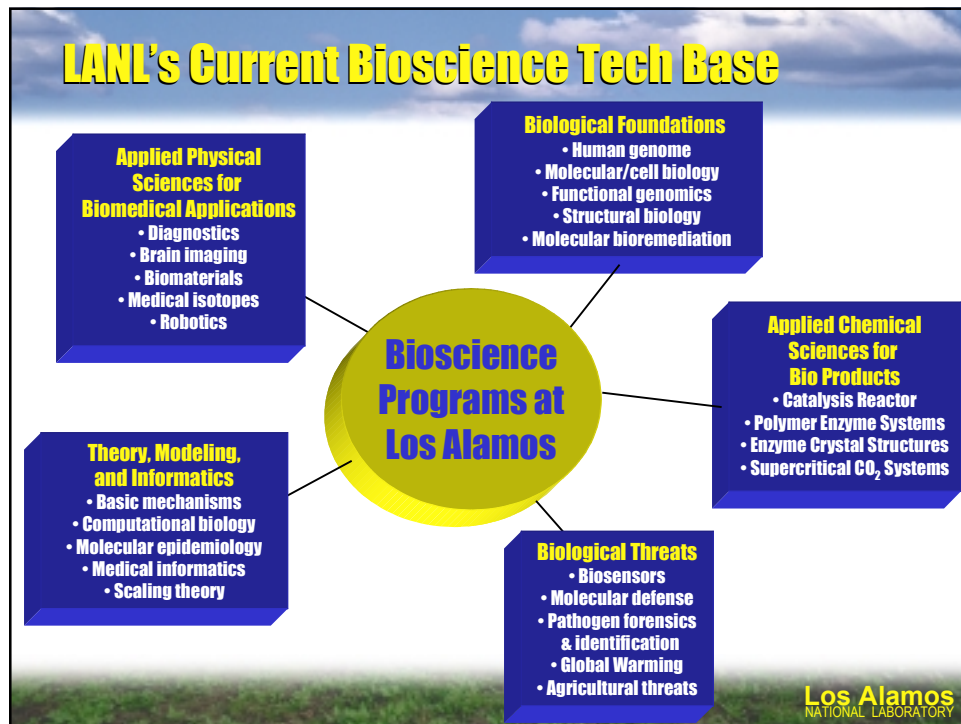 LANL's Current Bioscience Tech Base
Applied Physical
Sciences for
Biomedical Applications
• Diagnostics
• Brain imaging
• Biomaterials
• Medical isotopes
• Robotics
Biological Foundations
• Human genome
• Molecular/cell biology
• Functional genomics
• Structural biology
• Molecular bioremediation
Bioscience
Programs at
Los Alamos
Applied Chemical
Sciences for
Bio Products
• Catalysis Reactor
• Polymer Enzyme Systems
• Enzyme Crystal Structures
• Supercritical CO₂ Systems
Theory, Modeling,
and Informatics
• Basic mechanisms
• Computational biology
• Molecular epidemiology
• Medical informatics
• Scaling theory
Biological Threats
• Biosensors
• Molecular defense
• Pathogen forensics
& identification
• Global Warming
• Agricultural threats
Los Alamos
NATIONAL LABORATORY